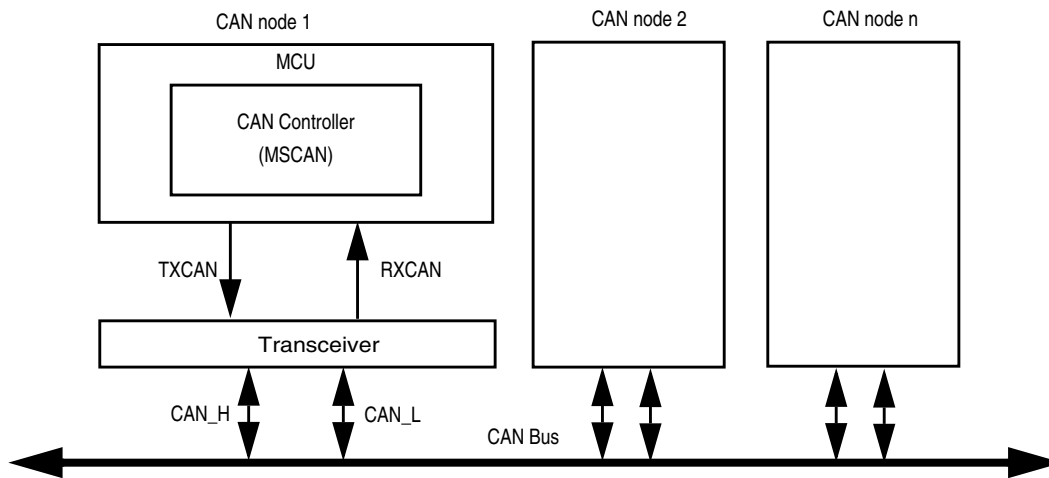 CAN node 1
CAN node 2
CAN node n
MCU
CAN Controller
(MSCAN)
TXCAN
RXCAN
Transceiver
CAN_H
CAN_L
CAN Bus